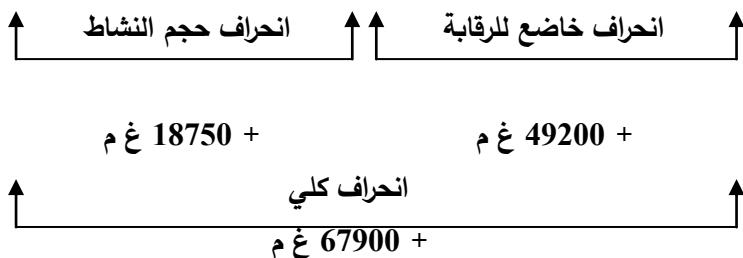 انحراف خاضع للرقابة انحراف حجم النشاط
+ 49200 غ م + 18750 غ م
انحراف كلي
+ 67900 غ م